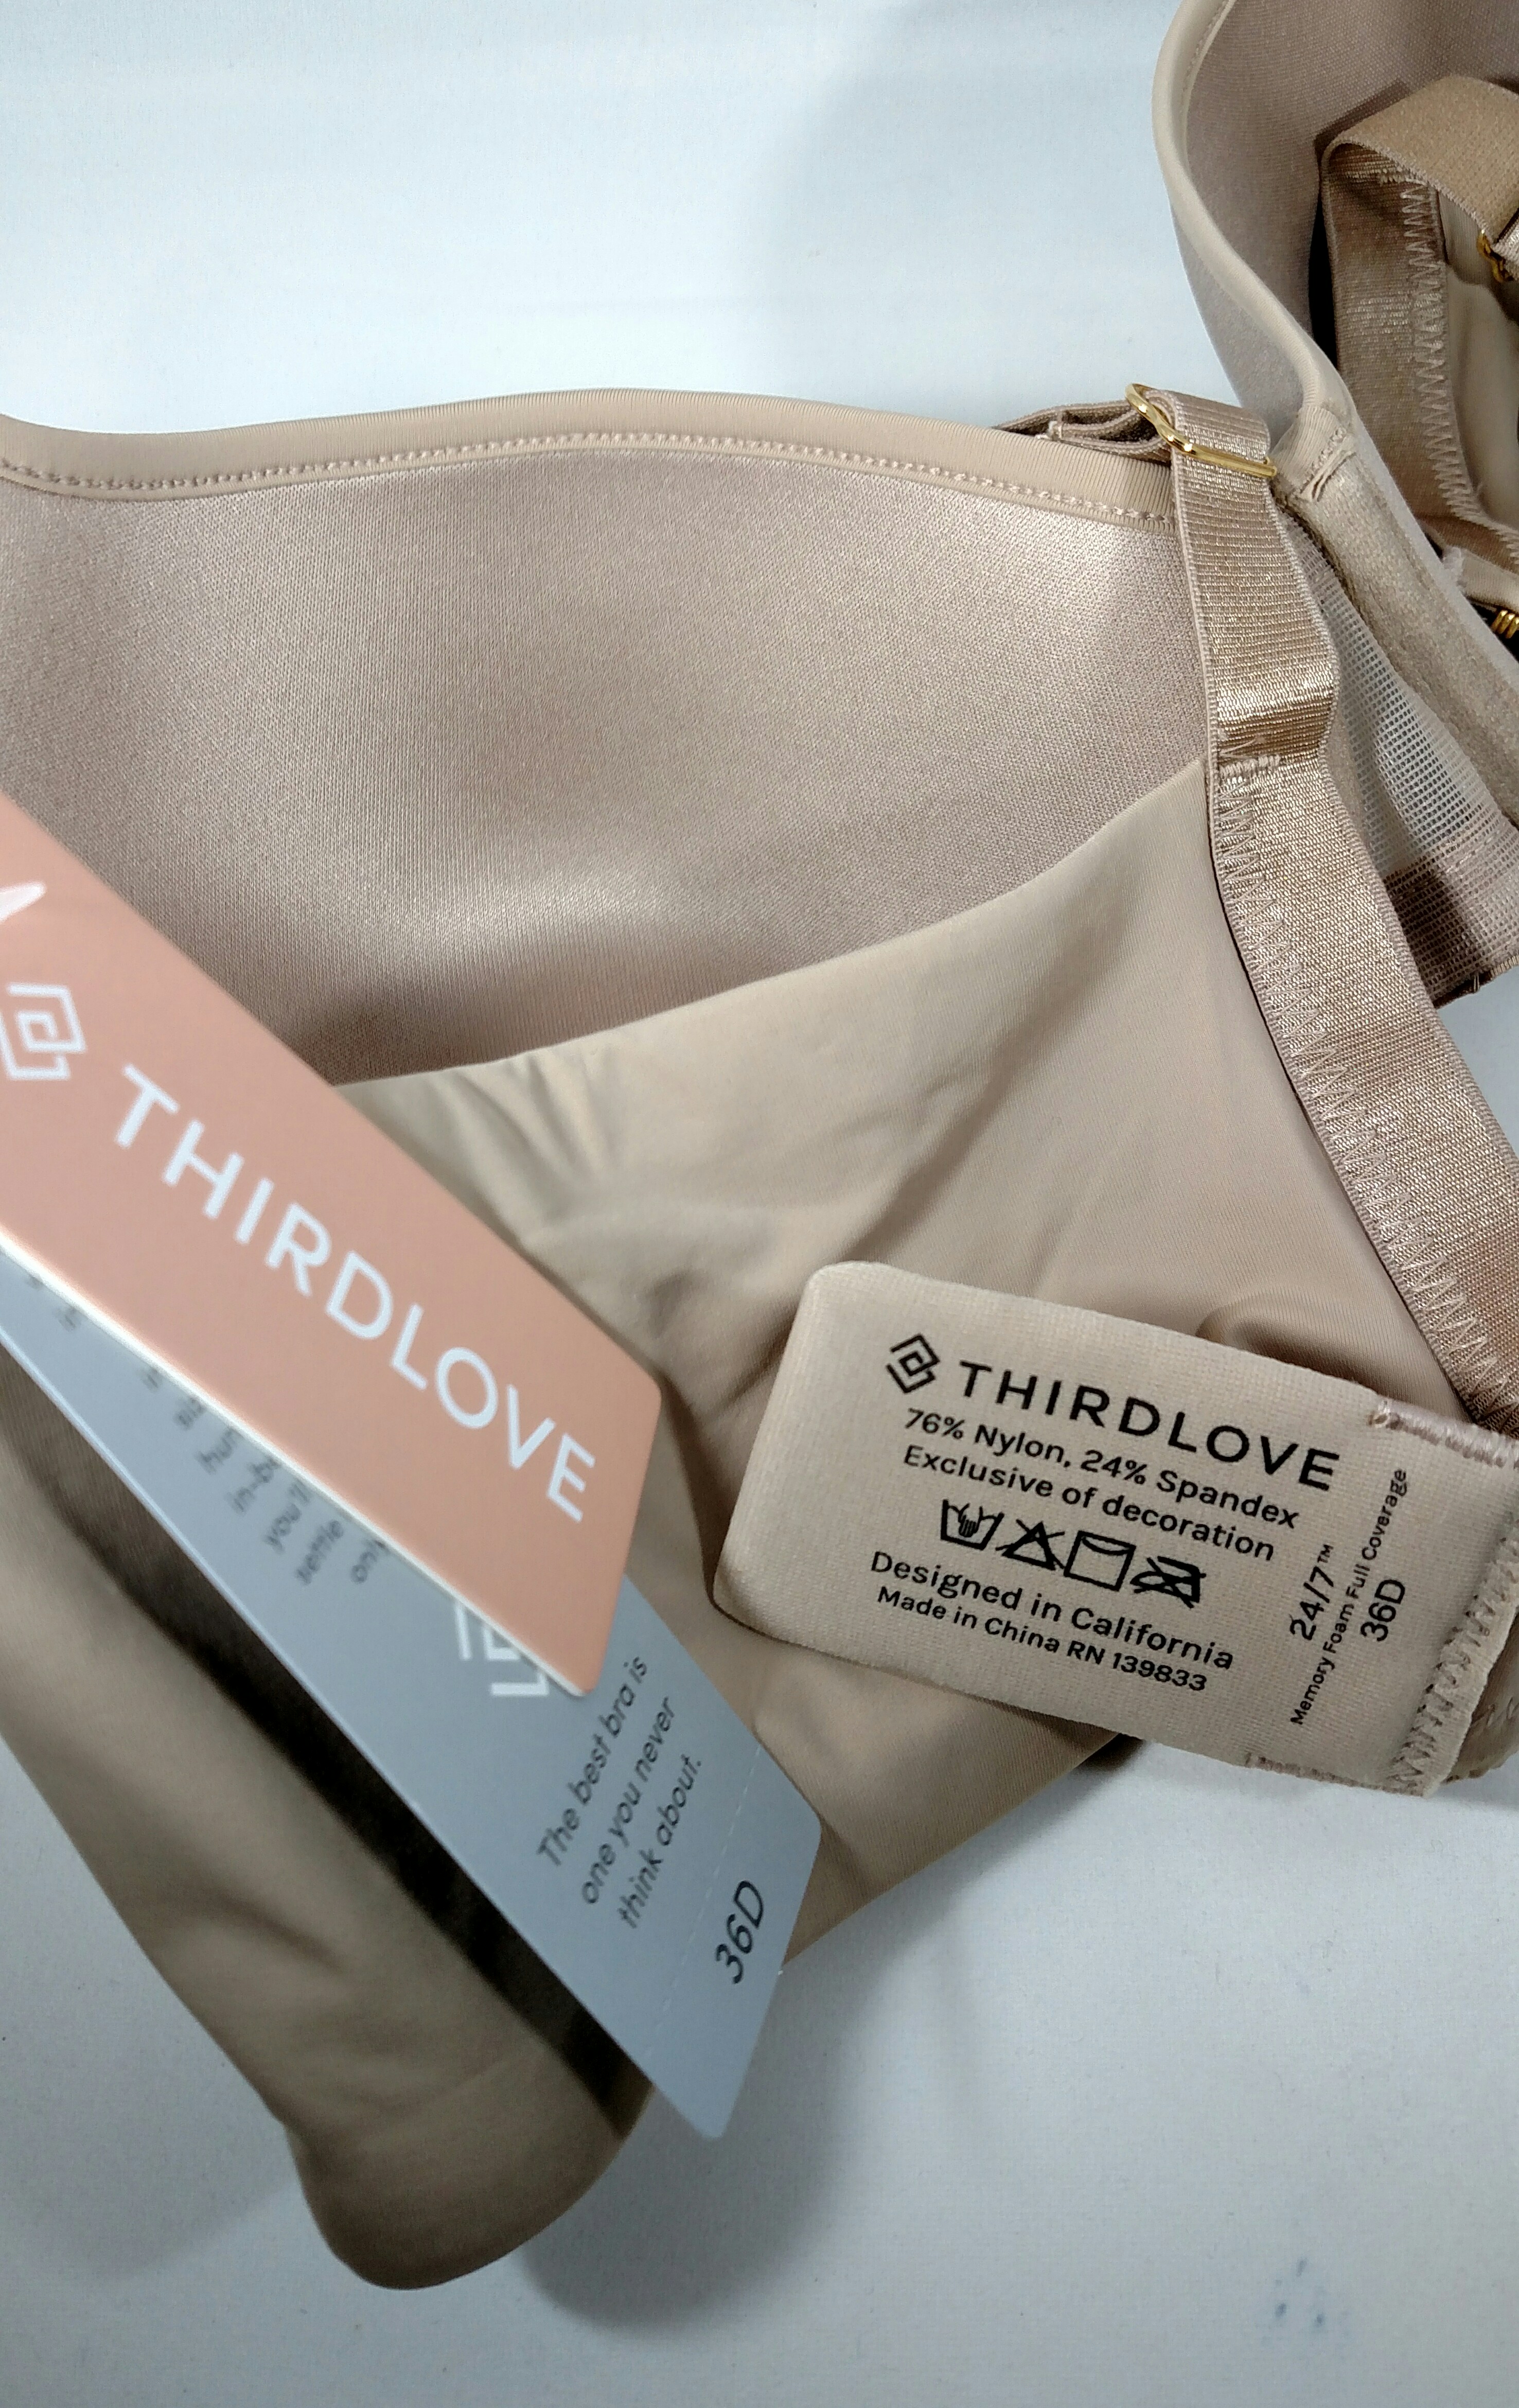 THIRDLOVE
The best bra is
one you never
think about.
36D
THIRDLOVE
76% Nylon, 24% Spandex
Exclusive of decoration
Designed in California
Made in China RN 139833
24/7™
Memory Foam Full Coverage
36D